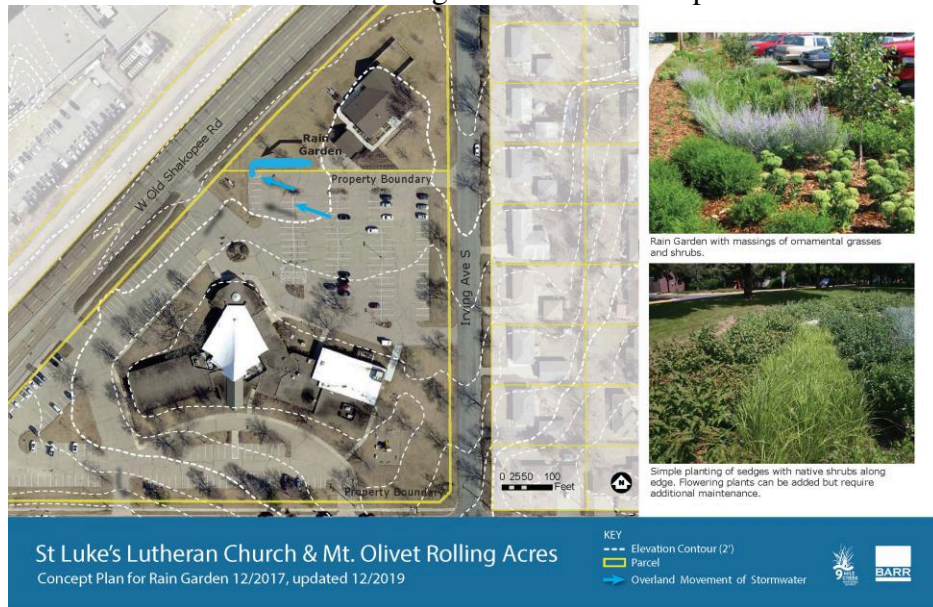 Rain
Garden
W Old Shakopee Rd
Property Boundary
Irving Ave S
0 2550 100
Feet
N
Property Boundary
Rain Garden with massings of ornamental grasses
and shrubs.
Simple planting of sedges with native shrubs along
edge. Flowering plants can be added but require
additional maintenance.
St Luke's Lutheran Church & Mt. Olivet Rolling Acres
Concept Plan for Rain Garden 12/2017, updated 12/2019
KEY
Elevation Contour (2')
Parcel
Overland Movement of Stormwater
9 MILE
CREEK
BARR